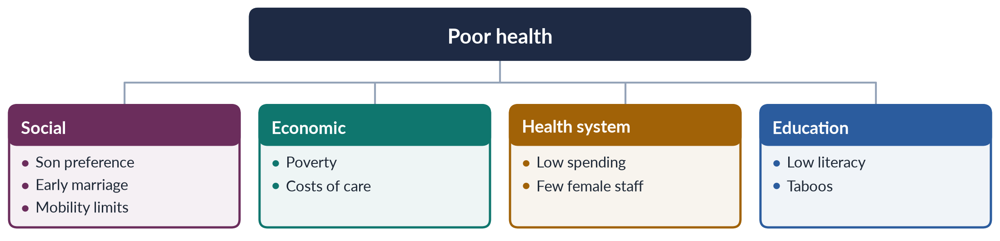 Poor health
Social
Son preference
Early marriage
Mobility limits
Economic
Poverty
Costs of care
Health system
Low spending
Few female staff
Education
Low literacy
Taboos